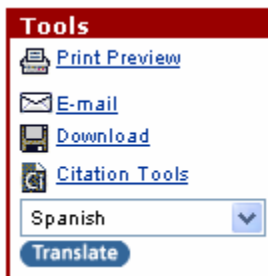 Tools
Print Preview
E-mail
Download
Citation Tools
Spanish
Translate